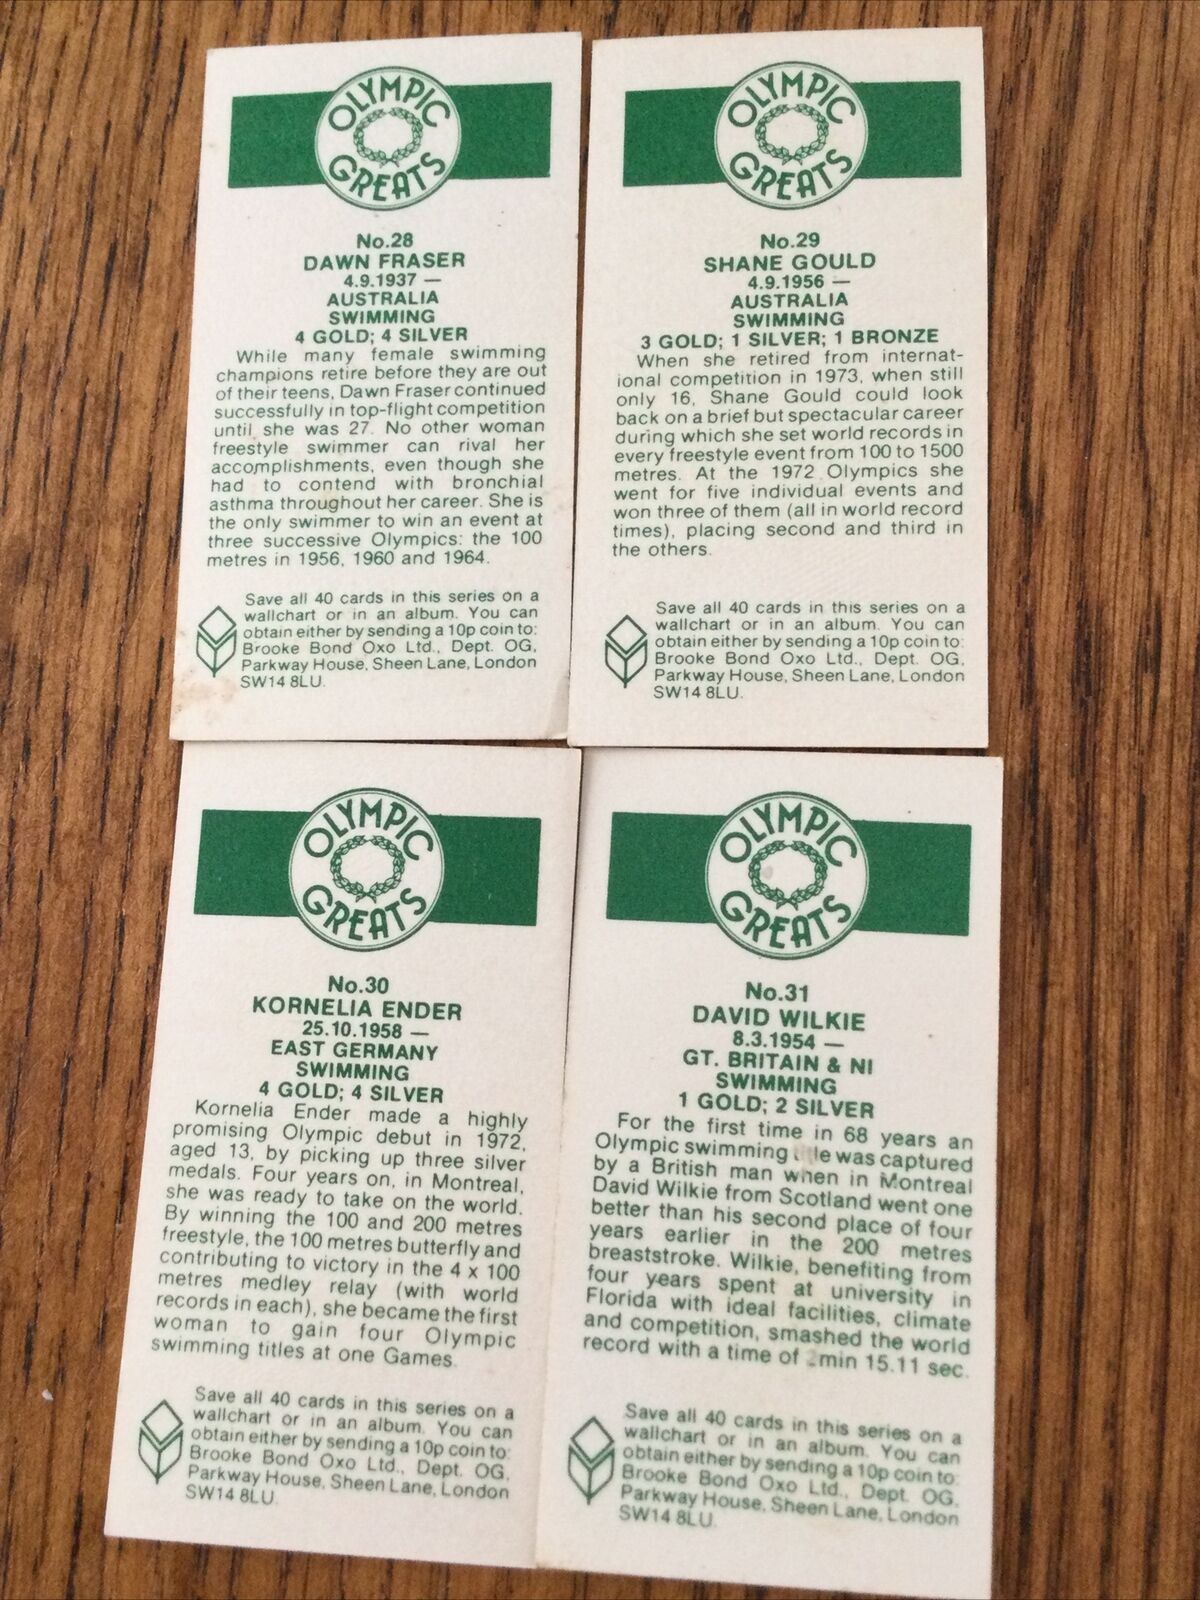 OLYMPIC
GREATS
No.28
DAWN FRASER
4.9.1937 —
AUSTRALIA
SWIMMING
4 GOLD; 4 SILVER
While many female swimming
champions retire before they are out
of their teens, Dawn Fraser continued
successfully in top-flight competition
until she was 27. No other woman
freestyle swimmer can rival her
accomplishments, even though she
had to contend with bronchial
asthma throughout her career. She is
the only swimmer to win an event at
three successive Olympics: the 100
metres in 1956, 1960 and 1964.
Save all 40 cards in this series on a
wallchart or in an album. You can
obtain either by sending a 10p coin to:
Brooke Bond Oxo Ltd., Dept. OG,
Parkway House, Sheen Lane, London
SW14 8LU.
OLYMPIC
GREATS
No.29
SHANE GOULD
4.9.1956 —
AUSTRALIA
SWIMMING
3 GOLD; 1 SILVER; 1 BRONZE
When she retired from internat-
ional competition in 1973, when still
only 16, Shane Gould could look
back on a brief but spectacular career
during which she set world records in
every freestyle event from 100 to 1500
metres. At the 1972 Olympics she
went for five individual events and
won three of them (all in world record
times), placing second and third in
the others.
Save all 40 cards in this series on a
wallchart or in an album. You can
obtain either by sending a 10p coin to:
Brooke Bond Oxo Ltd., Dept. OG,
Parkway House, Sheen Lane, London
SW14 8LU.
OLYMPIC
GREATS
No.30
KORNELIA ENDER
25.10.1958 —
EAST GERMANY
SWIMMING
4 GOLD; 4 SILVER
Kornelia Ender made a highly
promising Olympic debut in 1972,
aged 13, by picking up three silver
medals. Four years on, in Montreal,
she was ready to take on the world.
By winning the 100 and 200 metres
freestyle, the 100 metres butterfly and
contributing to victory in the 4 x 100
metres medley relay (with world
records in each), she became the first
woman to gain four Olympic
swimming titles at one Games.
Save all 40 cards in this series on a
wallchart or in an album. You can
obtain either by sending a 10p coin to:
Brooke Bond Oxo Ltd., Dept. OG,
Parkway House, Sheen Lane, London
SW14 8LU.
OLYMPIC
GREATS
No.31
DAVID WILKIE
8.3.1954 —
GT. BRITAIN & NI
SWIMMING
1 GOLD; 2 SILVER
For the first time in 68 years an
Olympic swimming was captured
by a British man when in Montreal
David Wilkie from Scotland went one
better than his second place of four
years earlier in the 200 metres
breaststroke. Wilkie, benefiting from
four years spent at university in
Florida with ideal facilities, climate
and competition, smashed the world
record with a time of 2min 15.11 sec.
Save all 40 cards in this series on a
wallchart or in an album. You can
obtain either by sending a 10p coin to:
Brooke Bond Oxo Ltd., Dept. OG,
Parkway House, Sheen Lane, London
SW14 8LU.